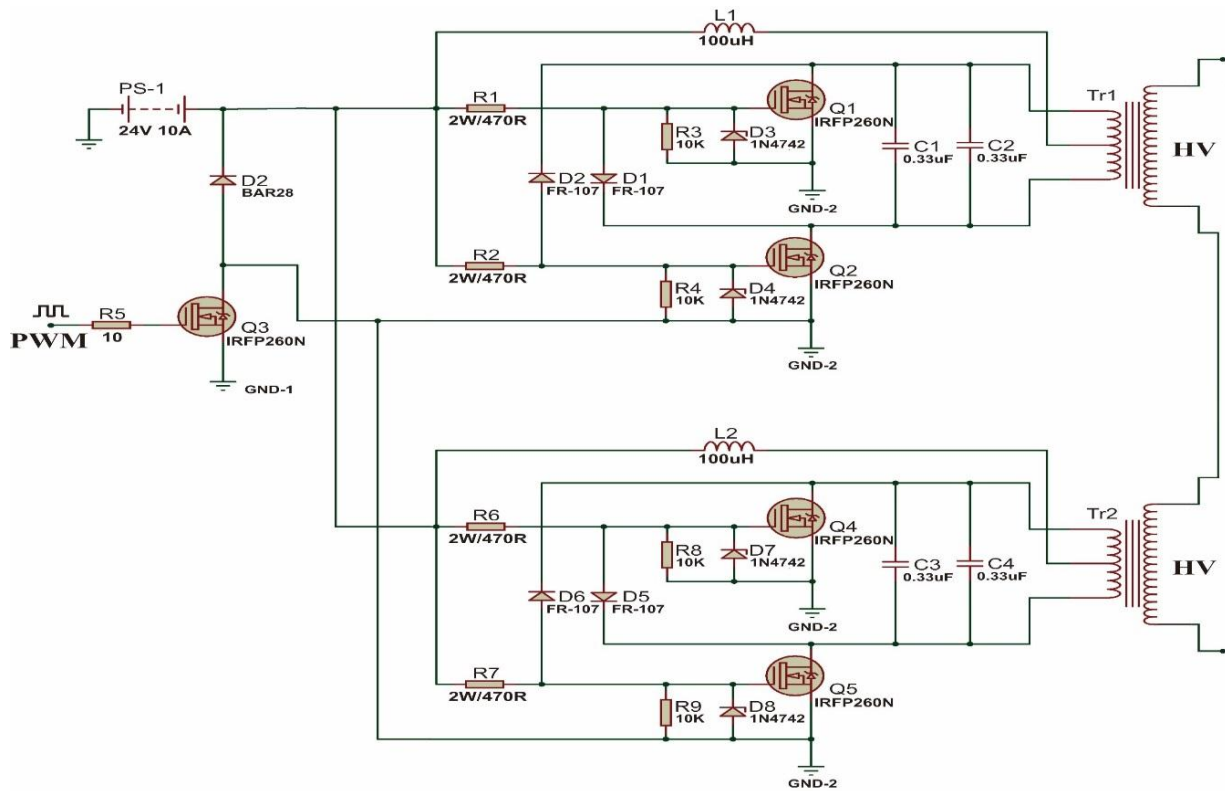 L1
100uH
PS-1
24V 10A
R1
2W/470R
Q1
IRFP260N
R3
10K
D3
1N4742
Tr1
HV
C1
0.33uF
C2
0.33uF
D2
BAR28
D2
FR-107
D1
FR-107
GND-2
R2
2W/470R
Q2
IRFP260N
R4
10K
D4
1N4742
PWM
R5
10
Q3
IRFP260N
GND-2
GND-1
L2
100uH
R6
2W/470R
Q4
IRFP260N
R8
10K
D7
1N4742
Tr2
HV
C3
0.33uF
C4
0.33uF
D6
FR-107
D5
FR-107
GND-2
R7
2W/470R
Q5
IRFP260N
R9
10K
D8
1N4742
GND-2